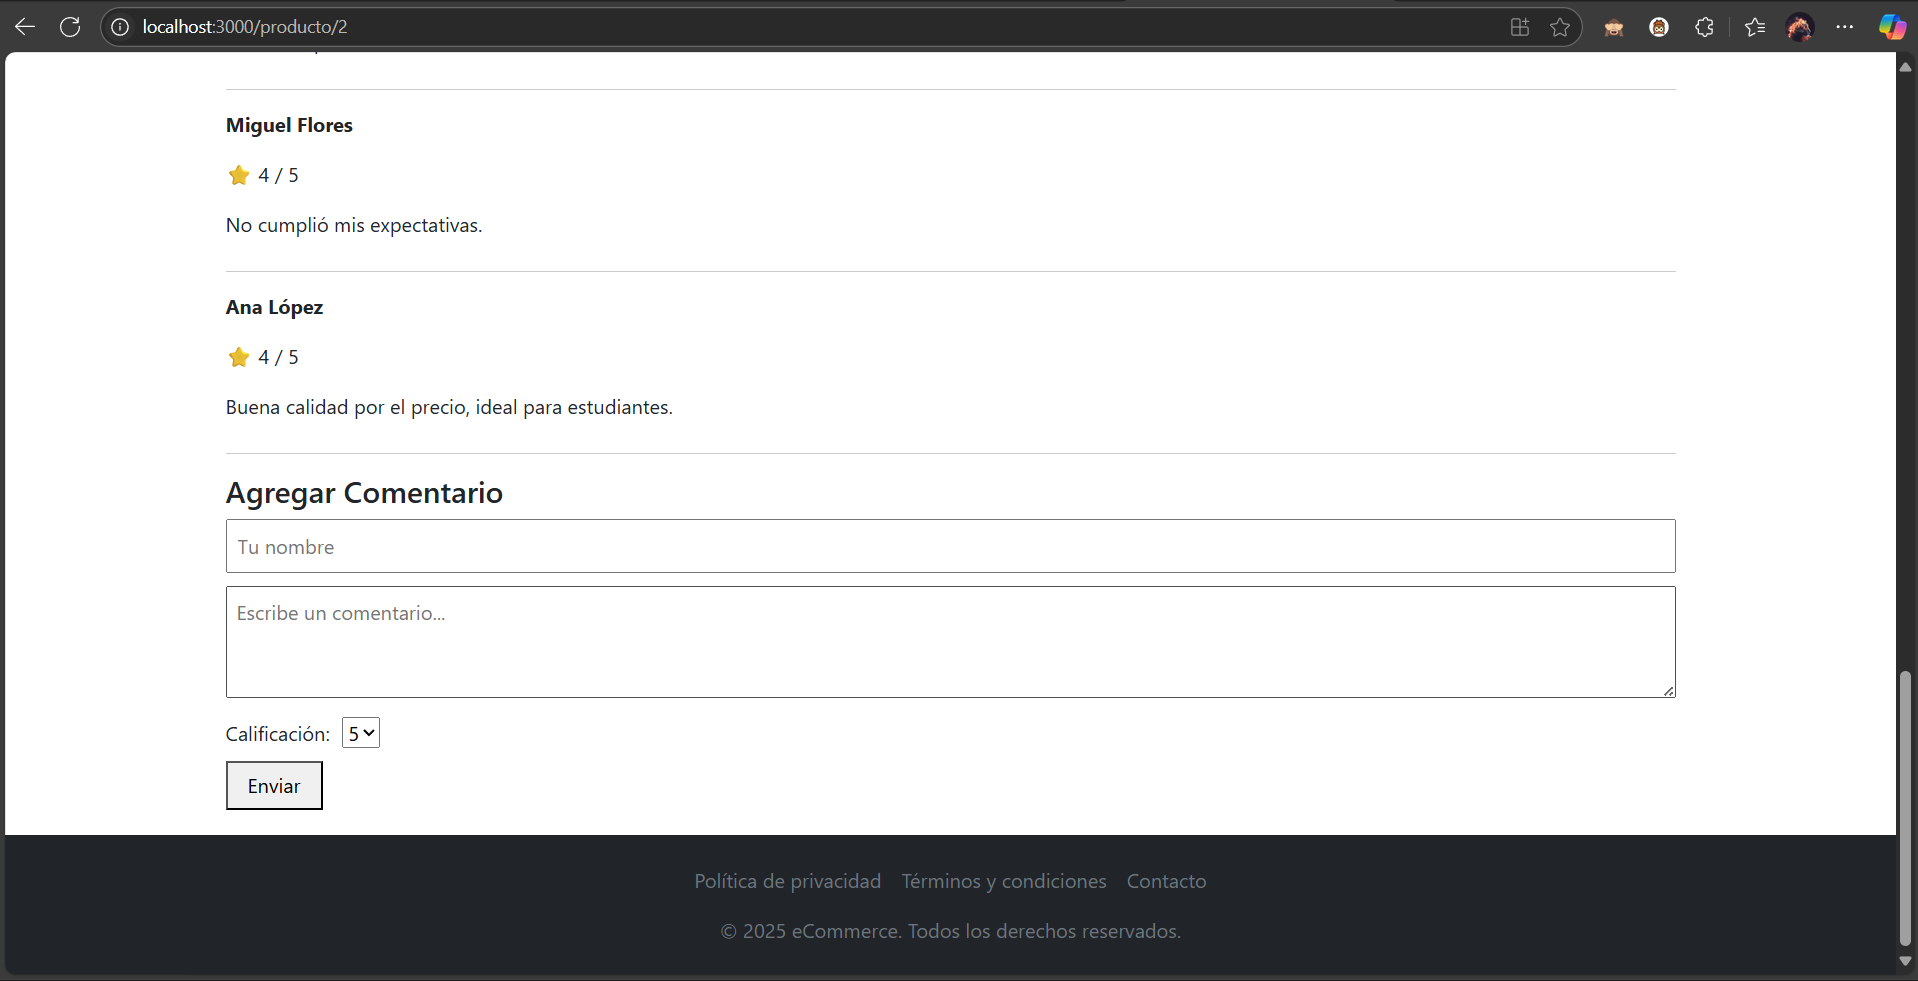 localhost:3000/producto/2
Miguel Flores
⭐ 4 / 5
No cumplió mis expectativas.
Ana López
⭐ 4 / 5
Buena calidad por el precio, ideal para estudiantes.
Agregar Comentario
Tu nombre
Escribe un comentario...
Calificación: 5
Enviar
Política de privacidad Términos y condiciones Contacto
© 2025 eCommerce. Todos los derechos reservados.